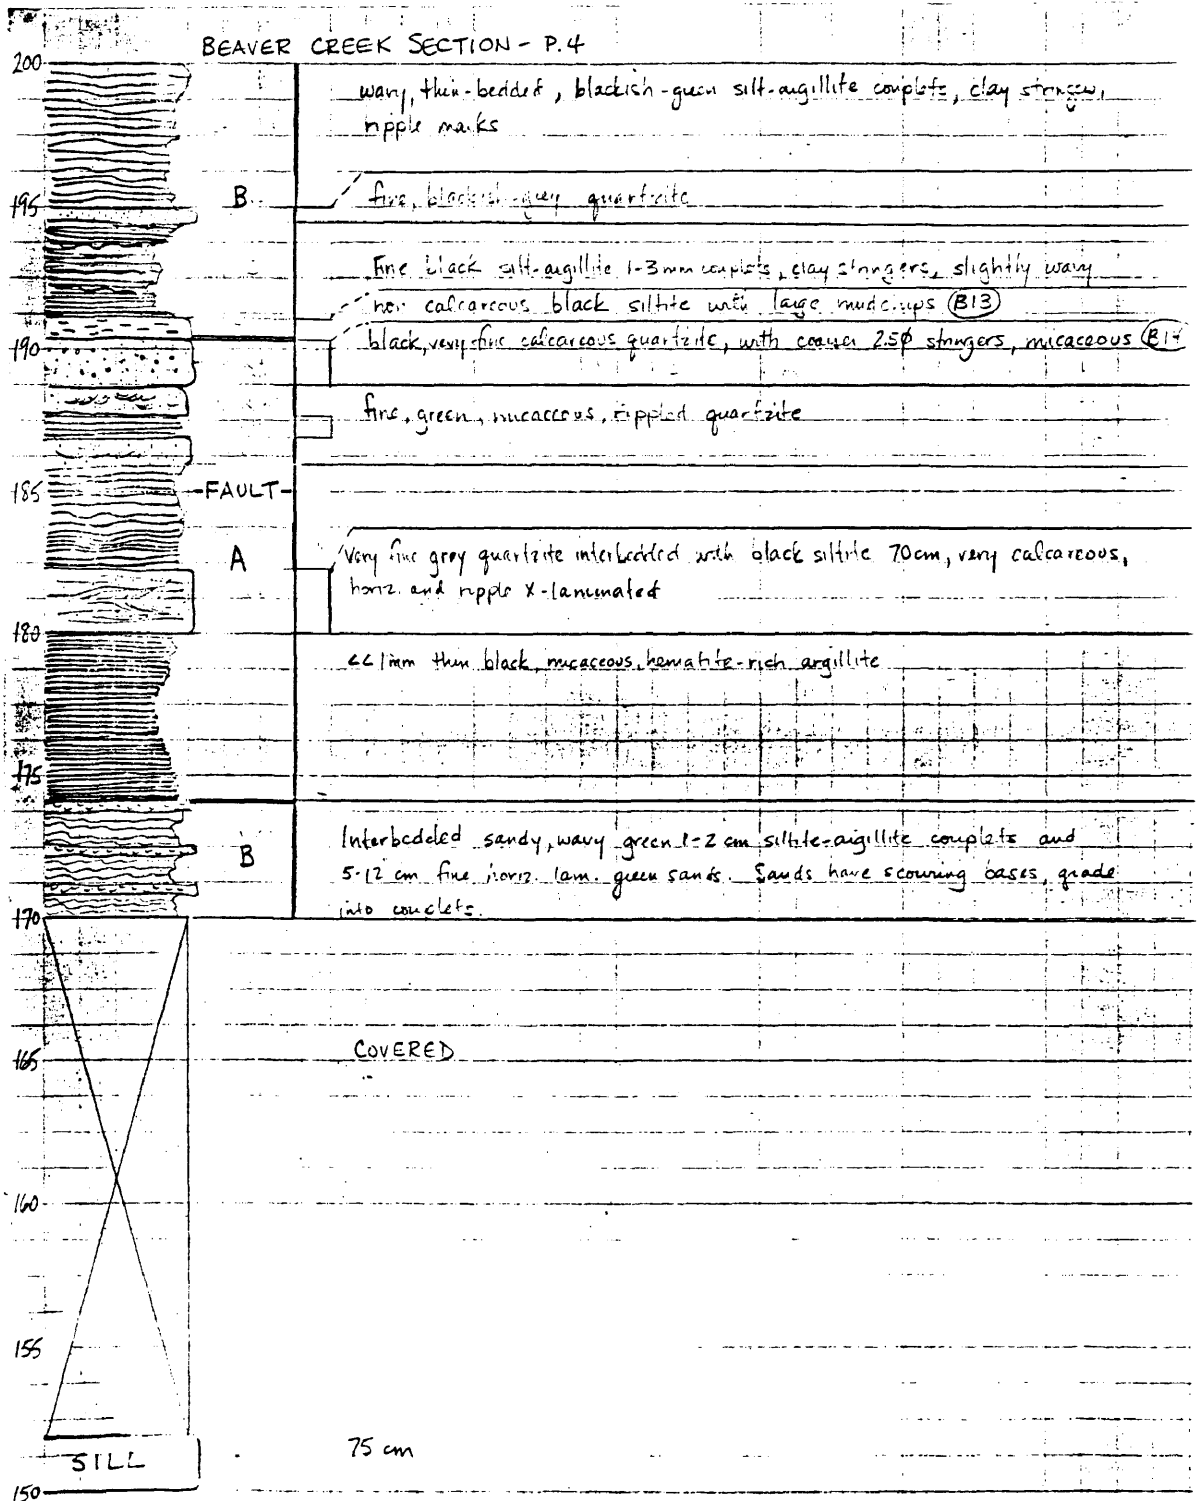 BEAVER CREEK SECTION - P.4
200
wavy, thin-bedded, blackish-green silt-argillite couplets, clay stringers,
ripple marks
195
B
fine, blackish-grey quartzite
Fine black silt-argillite 1-3 mm couplets, clay stringers, slightly wavy
non calcareous black siltite with large mudchips (B13)
190
black, very-fine calcareous quartzite, with coarser 2.5ϕ stringers, micaceous
fine, green, micaceous, rippled quartzite
185
-FAULT-
A
Very fine grey quartzite interbedded with black siltite 70cm, very calcareous,
horiz. and ripple X-laminated
180
<<1mm thin black, micaceous, hematite-rich argillite
175
B
Interbedded sandy, wavy green 1-2 cm siltite-argillite couplets and
5-12 cm fine horiz. lam. green sands. Sands have scouring bases, grade
into couplets.
170
COVERED
165
160
155
SILL
75 cm
150